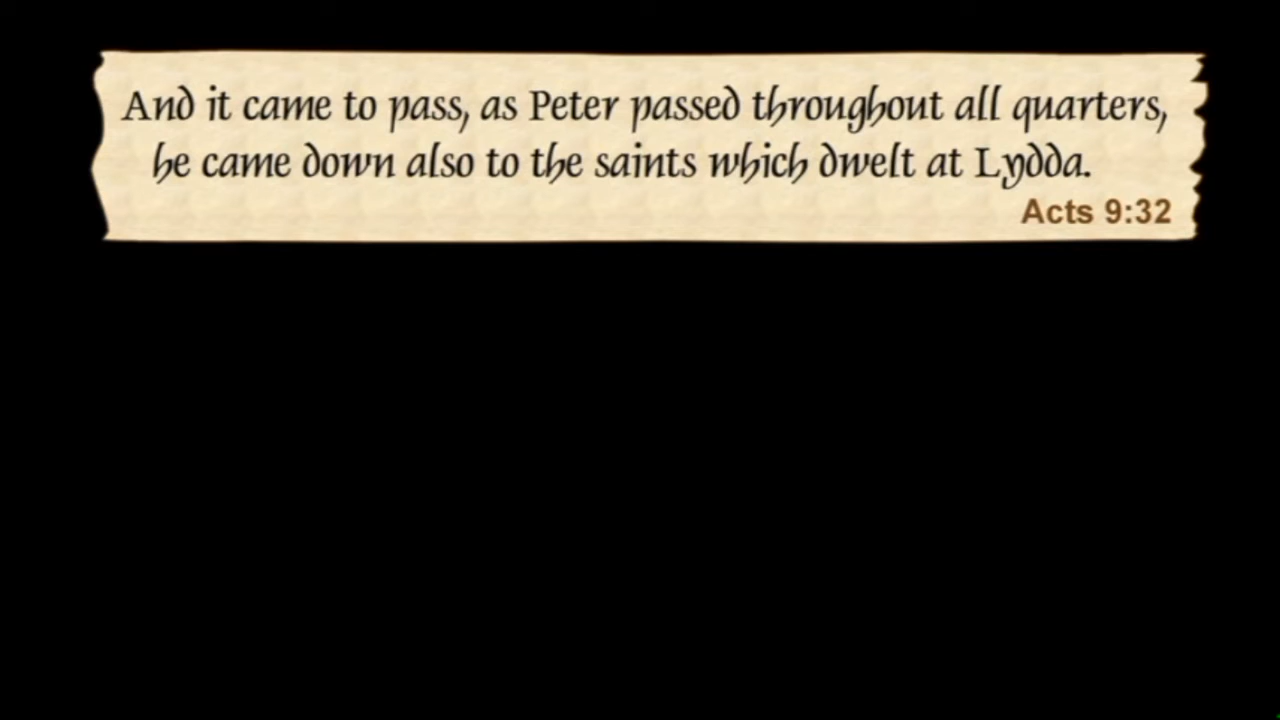 And it came to pass, as Peter passed throughout all quarters,
he came down also to the saints which dwelt at Lydda.
Acts 9:32